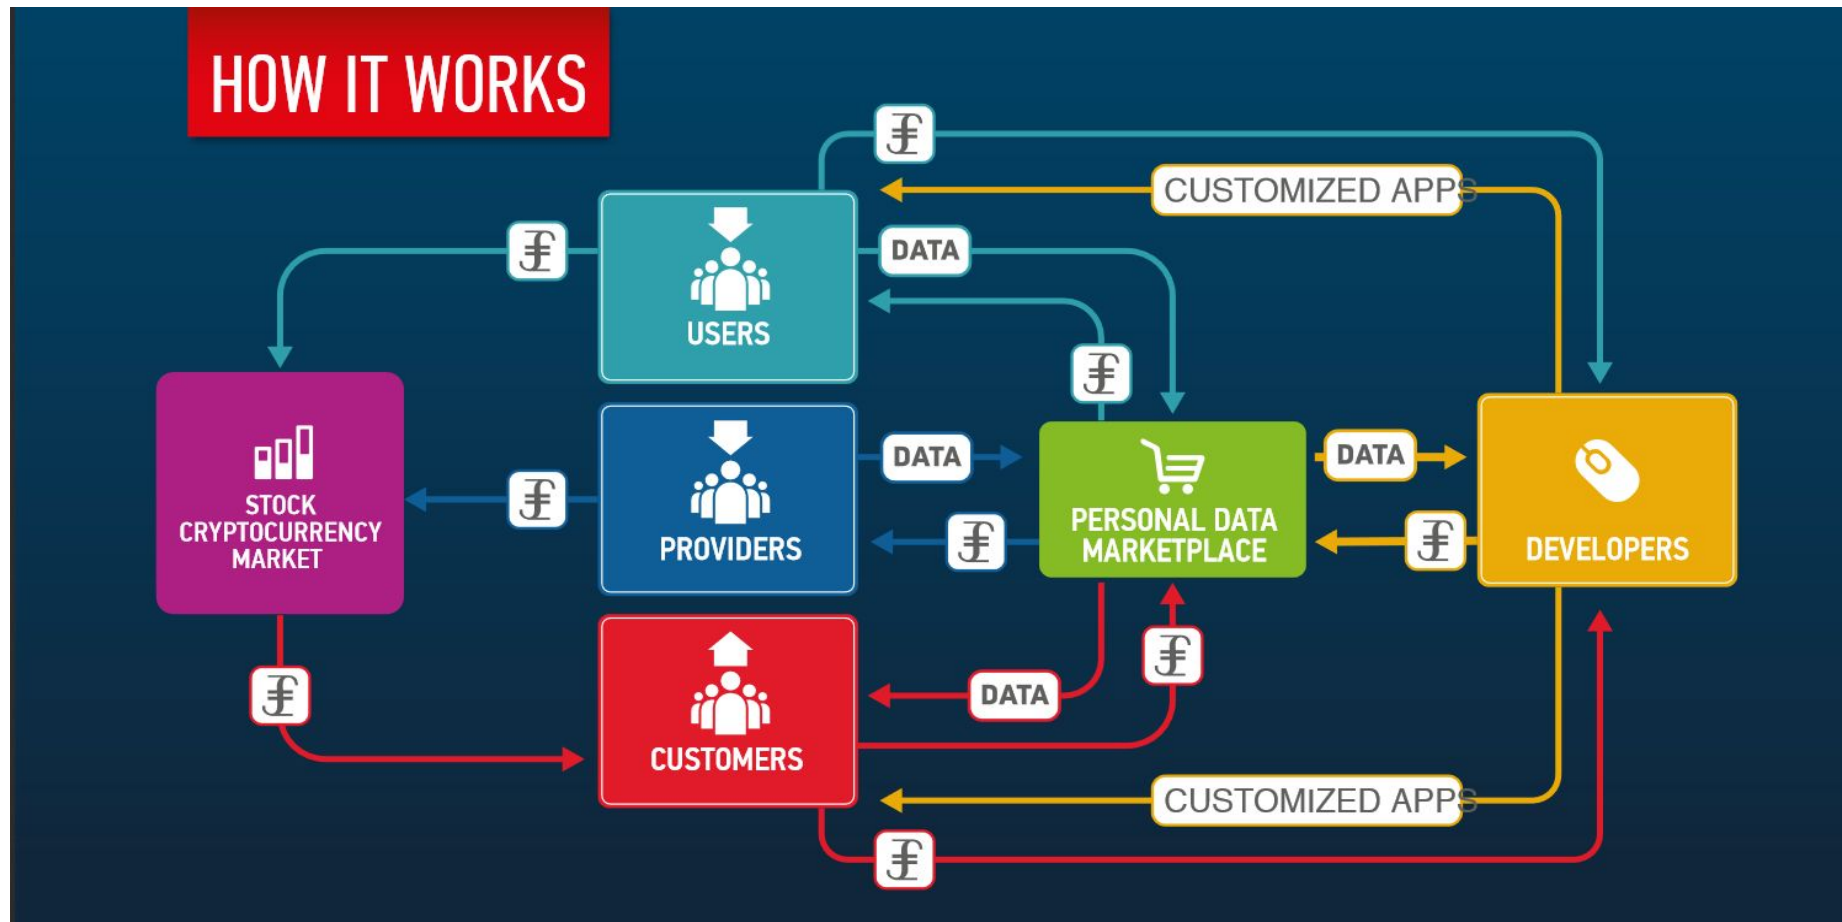 HOW IT WORKS
CUSTOMIZED APPS
DATA
USERS
DATA
DATA
STOCK
CRYPTOCURRENCY
MARKET
PROVIDERS
PERSONAL DATA
MARKETPLACE
DEVELOPERS
DATA
CUSTOMERS
CUSTOMIZED APPS